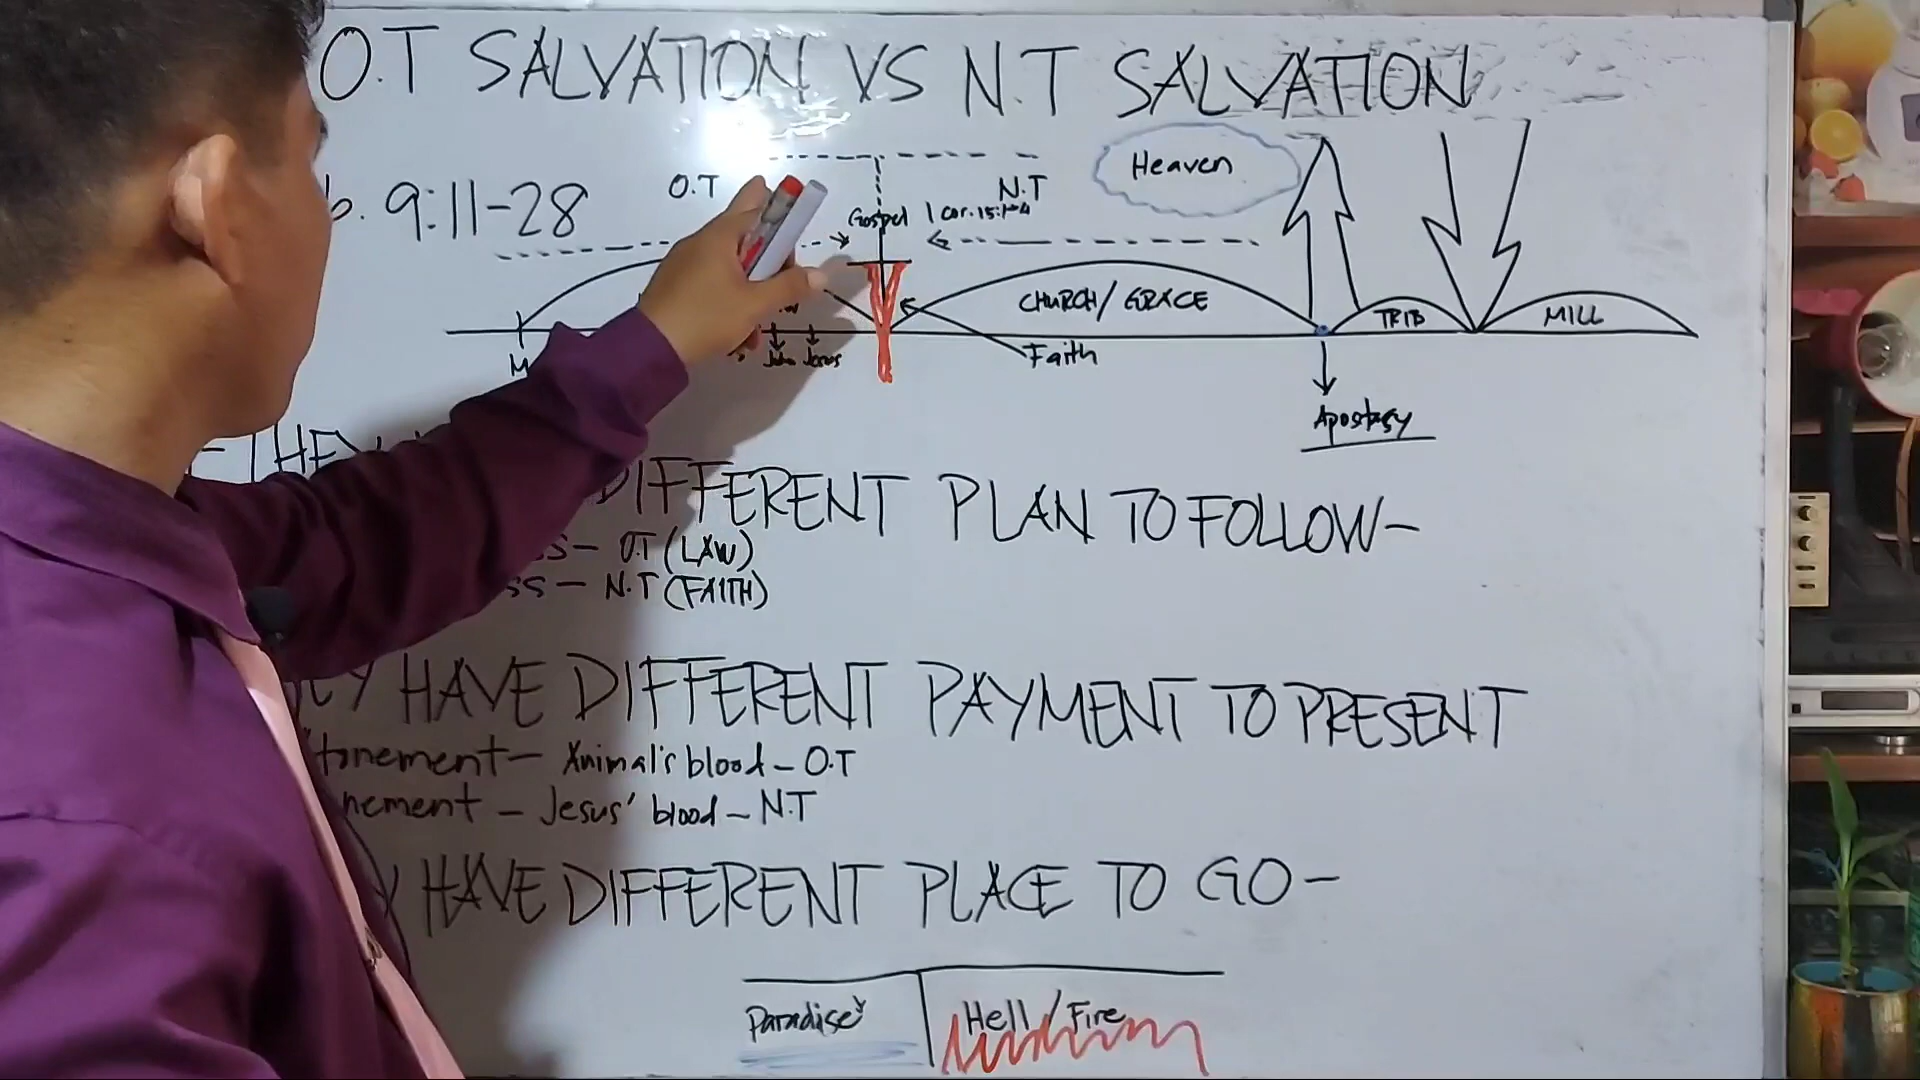 O.T SALVATION VS N.T SALVATION
9:11-28
O.T
N.T
Heaven
Gospel 1 Cor. 15:1-4
CHURCH/GRACE
TRIB
MILL
John Jesus
Faith
Apostasy
THEY DIFFERENT PLAN TO FOLLOW-
- O.T (LAW)
- N.T (FAITH)
HAVE DIFFERENT PAYMENT TO PRESENT
- Animal's blood - O.T
- Jesus' blood - N.T
HAVE DIFFERENT PLACE TO GO-
Paradise
Hell / Fire